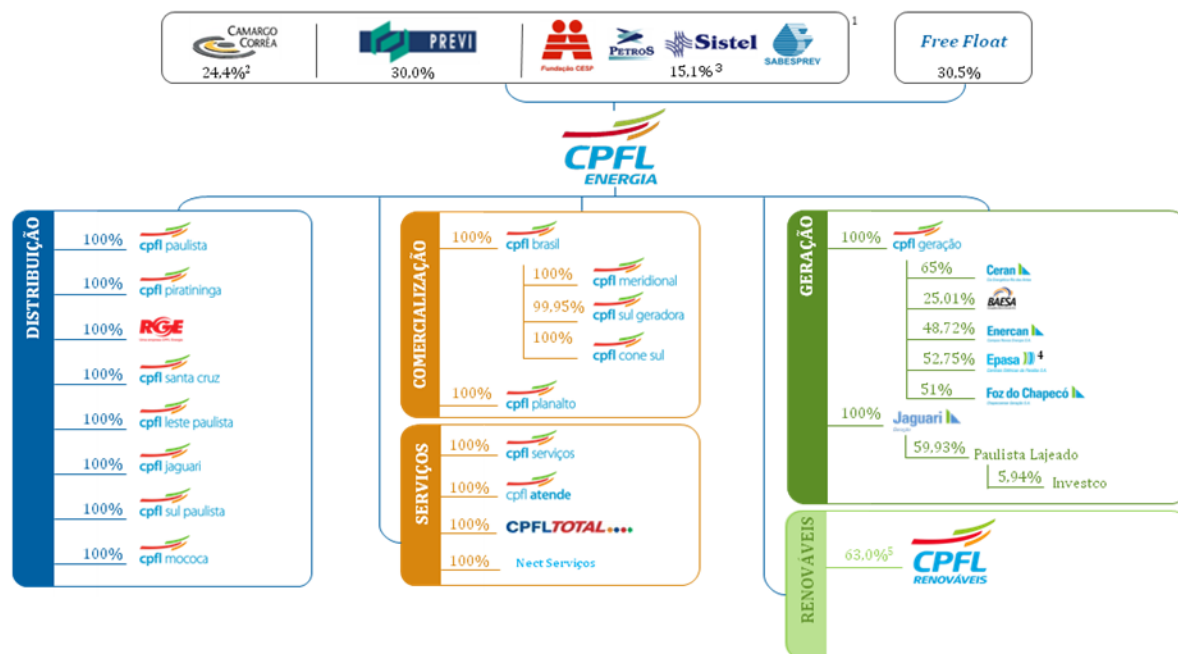 CAMARGO CORRÊA
24.4%²
PREVI
30.0%
Fundação CESP
PETROS
Sistel
SABESPREV
15.1% ³
1
Free Float
30.5%
CPFL
ENERGIA
DISTRIBUIÇÃO
100% cpfl paulista
100% cpfl piratininga
100% RGE
100% cpfl santa cruz
100% cpfl leste paulista
100% cpfl jaguari
100% cpfl sul paulista
100% cpfl mococa
COMERCIALIZAÇÃO
100% cpfl brasil
100% cpfl meridional
99.95% cpfl sul geradora
100% cpfl cone sul
100% cpfl planalto
SERVIÇOS
100% cpfl serviços
100% cpfl atende
100% CPFL TOTAL
100% Nect Serviços
GERAÇÃO
100% cpfl geração
65% Ceran
25.01% BAESA
48.72% Enercan
52.75% Epasa 4
51% Foz do Chapecó
100% Jaguari
Geração
59.93% Paulista Lajeado
5.94% Investco
RENOVÁVEIS
63.0%⁵ CPFL
RENOVÁVEIS